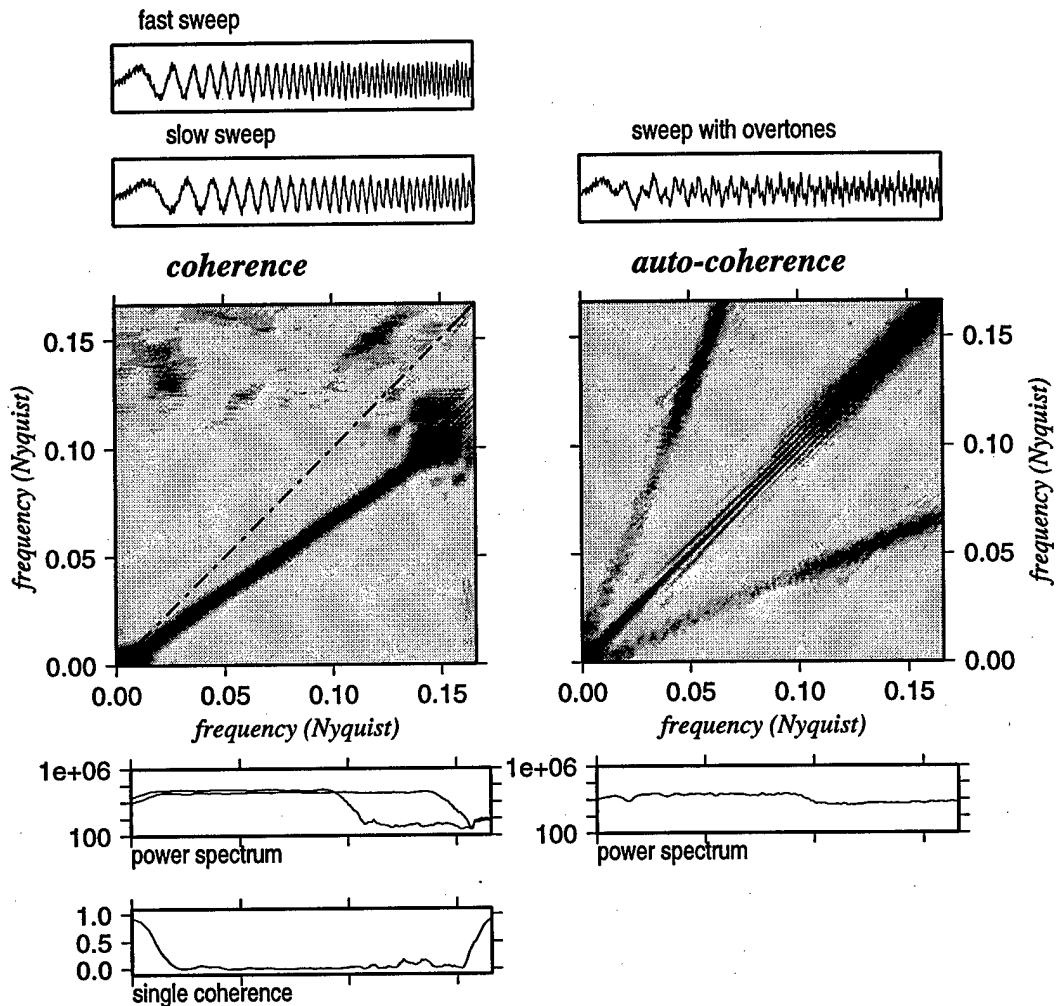 fast sweep
slow sweep
sweep with overtones
coherence
auto-coherence
0.15
0.10
0.05
0.00
frequency (Nyquist)
0.00 0.05 0.10 0.15
frequency (Nyquist)
0.15
0.10
0.05
0.00
frequency (Nyquist)
0.00 0.05 0.10 0.15
frequency (Nyquist)
1e+06
100
power spectrum
1e+06
100
power spectrum
1.0
0.5
0.0
single coherence